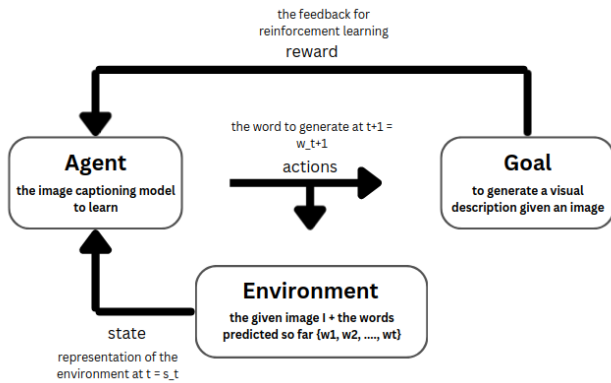 the feedback for
reinforcement learning
reward
the word to generate at t+1 =
w_t+1
actions
Agent
the image captioning model
to learn
Goal
to generate a visual
description given an image
Environment
the given image I + the words
predicted so far {w1, w2, ...., wt}
state
representation of the
environment at t = s_t